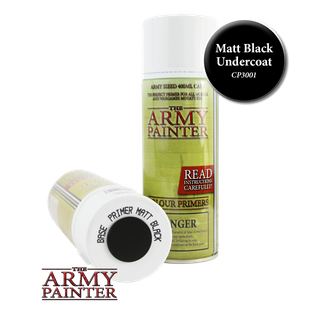 Matt Black
Undercoat
CP3001
ARMY SIZED 400ML CAN
THE
ARMY
PAINTER
READ
INSTRUCTIONS
CAREFULLY!
COLOUR PRIMERS
DANGER
BASE PRIMER MATT BLACK
THE
ARMY
PAINTER